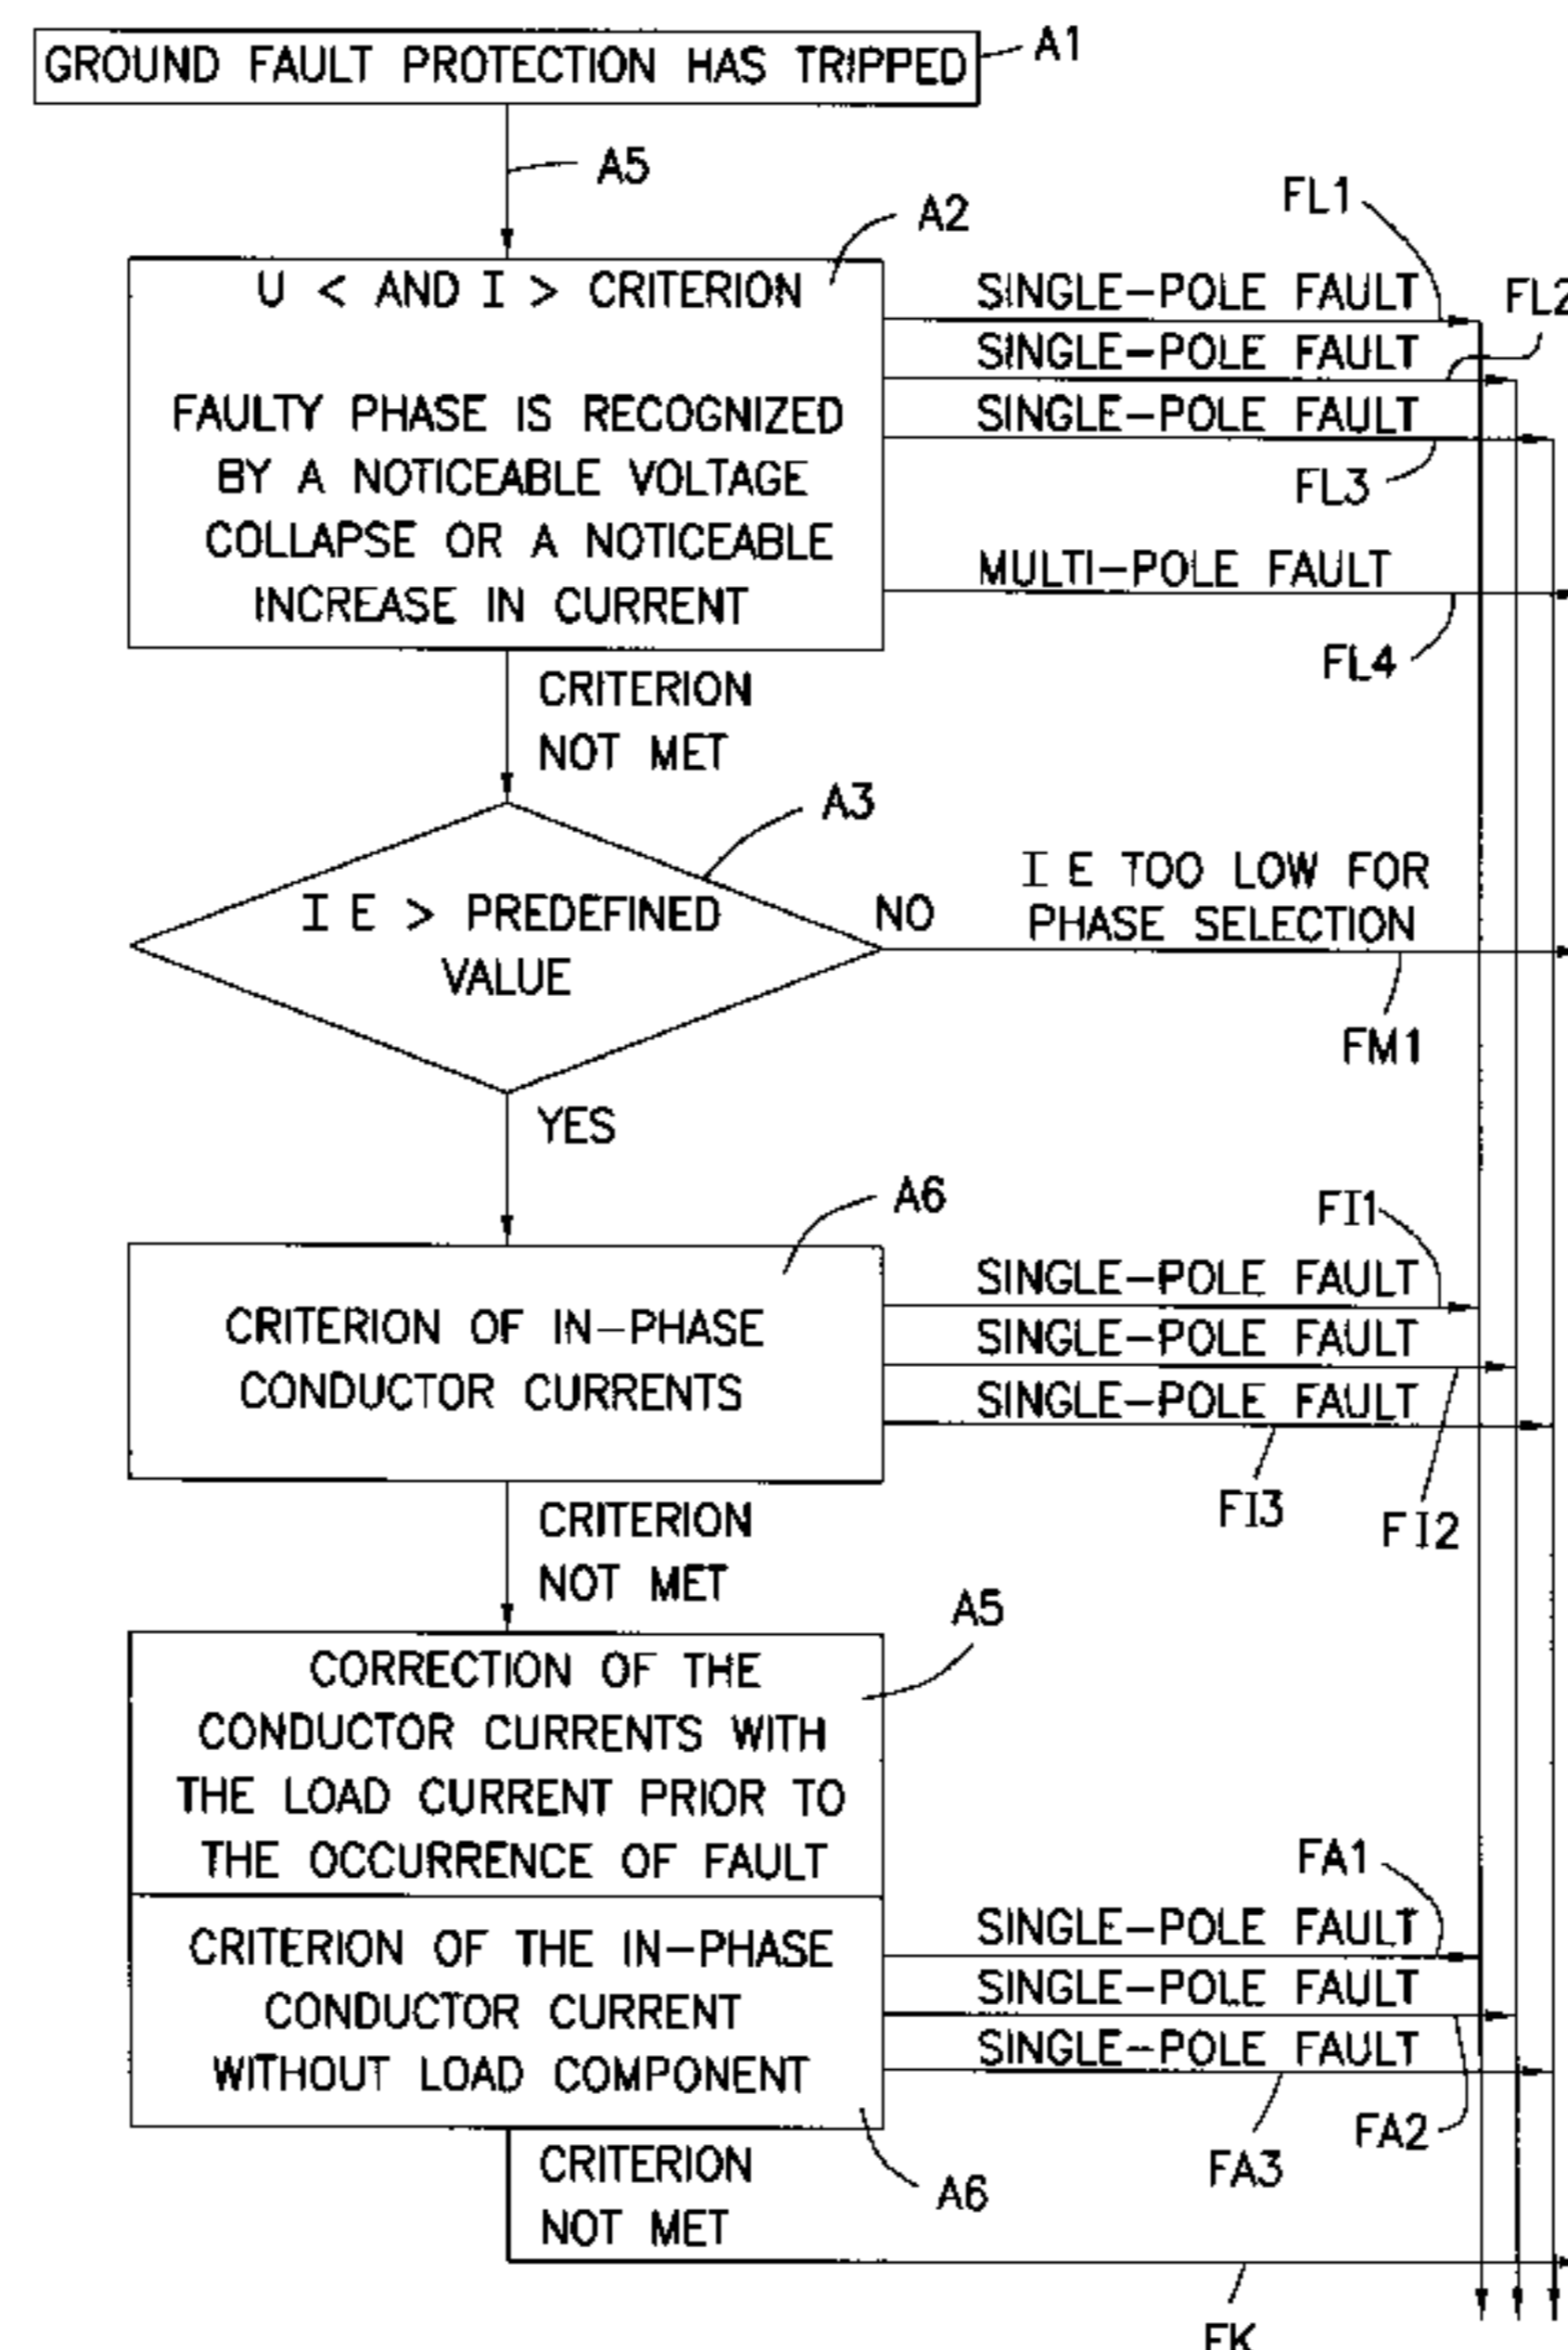 GROUND FAULT PROTECTION HAS TRIPPED
A1
A5
A2
FL1
U < AND I > CRITERION
SINGLE-POLE FAULT
FL2
SINGLE-POLE FAULT
FAULTY PHASE IS RECOGNIZED
SINGLE-POLE FAULT
BY A NOTICEABLE VOLTAGE
FL3
COLLAPSE OR A NOTICEABLE
MULTI-POLE FAULT
INCREASE IN CURRENT
FL4
CRITERION
NOT MET
A3
I E TOO LOW FOR
PHASE SELECTION
I E > PREDEFINED
VALUE
NO
FM1
YES
A6
FI1
SINGLE-POLE FAULT
CRITERION OF IN-PHASE
SINGLE-POLE FAULT
CONDUCTOR CURRENTS
SINGLE-POLE FAULT
FI3
FI2
CRITERION
NOT MET
A5
CORRECTION OF THE
CONDUCTOR CURRENTS WITH
THE LOAD CURRENT PRIOR TO
THE OCCURRENCE OF FAULT
FA1
SINGLE-POLE FAULT
CRITERION OF THE IN-PHASE
SINGLE-POLE FAULT
CONDUCTOR CURRENT
SINGLE-POLE FAULT
WITHOUT LOAD COMPONENT
FA2
FA3
CRITERION
NOT MET
A6